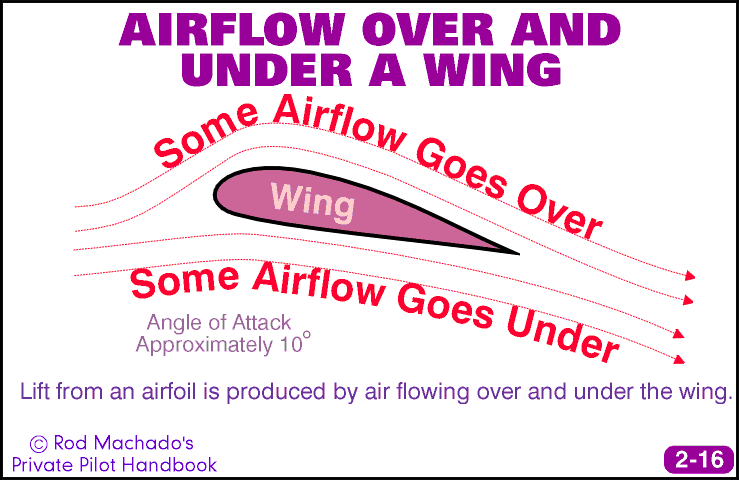 AIRFLOW OVER AND
UNDER A WING
Some Airflow Goes Over
Wing
Some Airflow Goes Under
Angle of Attack
Approximately 10°
Lift from an airfoil is produced by air flowing over and under the wing.
© Rod Machado's
Private Pilot Handbook
2-16